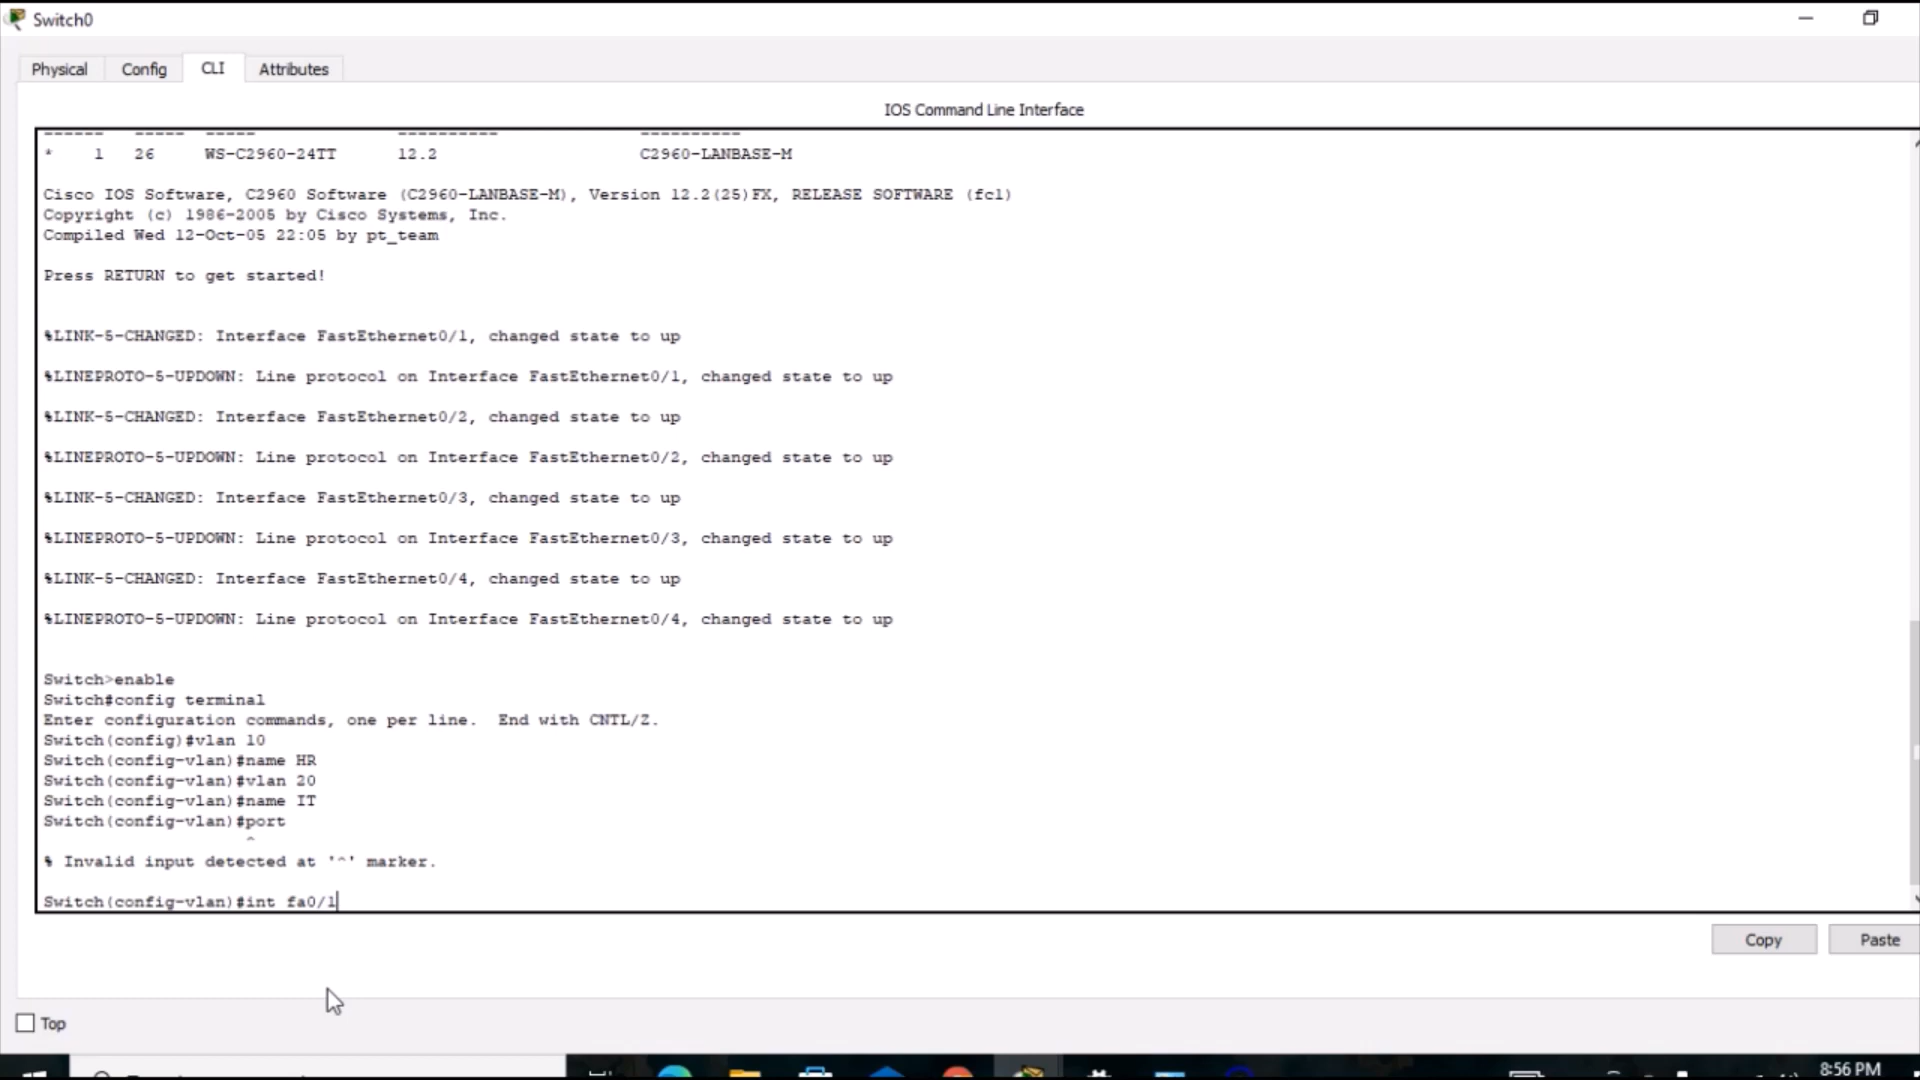 Switch0
Physical Config CLI Attributes
IOS Command Line Interface
------ ----- ----- ---------- ----------
* 1 26 WS-C2960-24TT 12.2 C2960-LANBASE-M
Cisco IOS Software, C2960 Software (C2960-LANBASE-M), Version 12.2(25)FX, RELEASE SOFTWARE (fc1)
Copyright (c) 1986-2005 by Cisco Systems, Inc.
Compiled Wed 12-Oct-05 22:05 by pt_team
Press RETURN to get started!
%LINK-5-CHANGED: Interface FastEthernet0/1, changed state to up
%LINEPROTO-5-UPDOWN: Line protocol on Interface FastEthernet0/1, changed state to up
%LINK-5-CHANGED: Interface FastEthernet0/2, changed state to up
%LINEPROTO-5-UPDOWN: Line protocol on Interface FastEthernet0/2, changed state to up
%LINK-5-CHANGED: Interface FastEthernet0/3, changed state to up
%LINEPROTO-5-UPDOWN: Line protocol on Interface FastEthernet0/3, changed state to up
%LINK-5-CHANGED: Interface FastEthernet0/4, changed state to up
%LINEPROTO-5-UPDOWN: Line protocol on Interface FastEthernet0/4, changed state to up
Switch>enable
Switch#config terminal
Enter configuration commands, one per line. End with CNTL/Z.
Switch(config)#vlan 10
Switch(config-vlan)#name HR
Switch(config-vlan)#vlan 20
Switch(config-vlan)#name IT
Switch(config-vlan)#port
^
% Invalid input detected at '^' marker.
Switch(config-vlan)#int fa0/1
Copy Paste
Top
8:56 PM